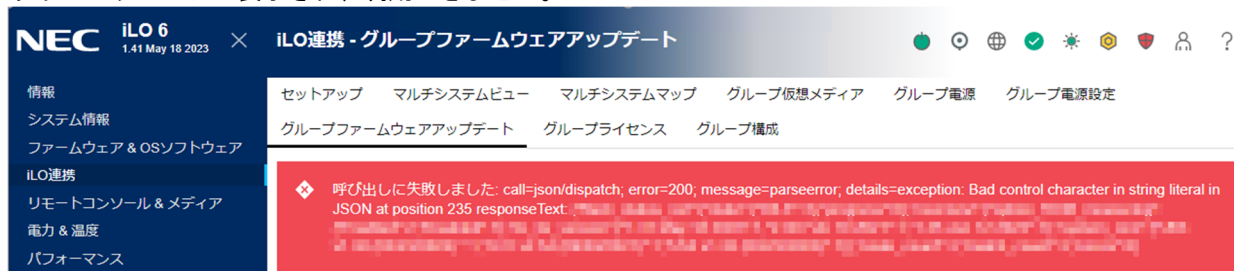 NEC iLO 6
1.41 May 18 2023
iLO連携 - グループファームウェアアップデート
?
情報
システム情報
ファームウェア & OSソフトウェア
iLO連携
リモートコンソール & メディア
電力 & 温度
パフォーマンス
セットアップ マルチシステムビュー マルチシステムマップ グループ仮想メディア グループ電源 グループ電源設定
グループファームウェアアップデート グループライセンス グループ構成
呼び出しに失敗しました: call=json/dispatch; error=200; message=parseerror; details=exception: Bad control character in string literal in
JSON at position 235 responseText: